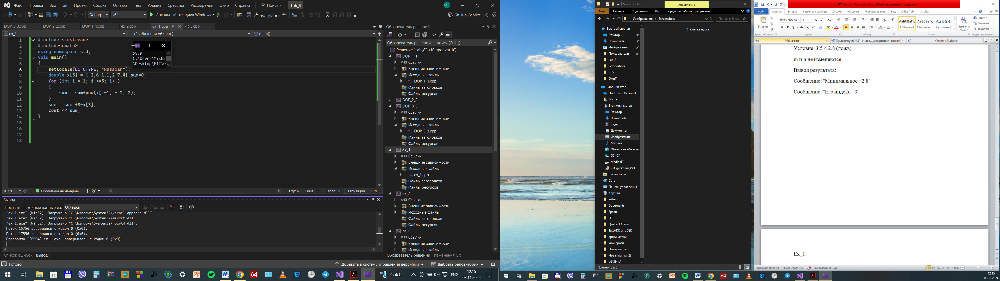 Файл Правка Вид Git Проект Сборка Отладка Тест Анализ Средства Расширения Окно Справка Поиск Lab_8 МБ
Debug x64 Локальный отладчик Windows GitHub Copilot
DOP_3_3.cpp DOP_2_2.cpp DOP_1_1.cpp ex_2.cpp ex_1.cpp PR_3.cpp
ex_1 (Глобальная область) main()
1 #include <iostream>
2 #include<cmath>
3 using namespace std;
4 void main()
5 {
6 setlocale(LC_CTYPE, "Russian");
7 double x[5] = {-2,6,1.1,2.7,4},sum=0;
8 for (int i = 1; i <=5; i++)
9 {
10 sum = sum+pow(x[i-1] - 2, 2);
11 }
12 sum = sum +8*x[3];
13 cout << sum;
14 }
15
16
17
18
58.9
C:\Users\Misha
\Desktop\FIT\O
107 % Проблемы не найдены. Стр: 6 Симв: 33 Столб: 36 Табуляция CRLF
Вывод
Показать выходные данные из: Отладка
"ex_1.exe" (Win32). Загружено "C:\Windows\System32\kernel.appcore.dll".
"ex_1.exe" (Win32). Загружено "C:\Windows\System32\msvcrt.dll".
"ex_1.exe" (Win32). Загружено "C:\Windows\System32\rpcrt4.dll".
Поток 15756 завершился с кодом 0 (0x0).
Поток 17556 завершился с кодом 0 (0x0).
Программа "[6904] ex_1.exe" завершилась с кодом 0 (0x0).
Список ошибок Вывод
Готово Добавить в систему управления версиями Выбрать репозиторий
Обозреватель решений
Обозреватель решений — поиск (Ctrl+;)
Решение "Lab_8" (10 проекта 10)
DOP_1_1
Ссылки
Внешние зависимости
Исходные файлы
DOP_1_1.cpp
Файлы заголовков
Файлы ресурсов
DOP_2_2
DOP_3_3
Ссылки
Внешние зависимости
Исходные файлы
DOP_3_3.cpp
Файлы заголовков
Файлы ресурсов
ex_1
Ссылки
Внешние зависимости
Исходные файлы
ex_1.cpp
Файлы заголовков
Файлы ресурсов
ex_2
Ссылки
Внешние зависимости
Исходные файлы
Файлы заголовков
Файлы ресурсов
pr_1
Ссылки
Внешние зависимости
Исходные файлы
Обозреватель решений Изменения Git
64 Cold... ENG 12:15
03.11.2024
Screenshots Управление
Файл Главная Поделиться Вид Средства работы с рисунками
Изображения Screenshots Поиск в: Scree...
Эта папка пуста.
Быстрый доступ
Desktop
Downloads
Изображения
Пользователи
Lab_8
Screenshots
лр5
ОАиП
Рабочий стол
OneDrive - Personal
Misha
Этот компьютер
Desktop
Downloads
Видео
Документы
Изображения
Музыка
Объемные объекты
OS (C:)
Media (E:)
CD-дисковод (V:)
Библиотеки
Сеть
Панель управления
Корзина
arduino
Documents
Epson
FIT
Quake 3 Arena
TestHDD and SSD
дрозд матем
мои проги
Новая папка
Новая папка (2)
ФИЗИКА
Элементов: 0
PR1.docx - Microsoft Word (Сбой активации продукта)
Файл Главная Вставка Разметка страницы Ссылки Рассылки Рецензирование Вид Office Tab Acrobat
Вставить Times New Ro 14 АаБбВвГг, АаБбВвГг, АаБбВı Изменить стили Найти
Заменить
Выделить
¶ Обычный ¶ Без интер... Заголовок 1
Буфер обмена Шрифт Абзац Стили Редактирование
PR1.docx ПрактикумОАП-1част...ункциональности] * Отчет (2).docx
Условие: 3.5 < 2.8 (ложь)
m и n не изменяются
Вывод результата:
Сообщение: "Минимальное= 2.8"
Сообщение: "Его индекс= 3"
Ex_1
Страница: 10 из 10 Число слов: 839 английский (США) 110%
64 ENG 12:15
03.11.2024